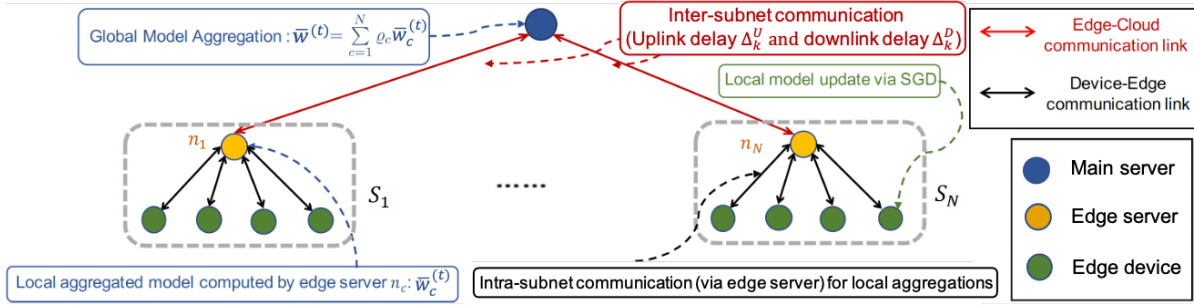 Global Model Aggregation : w̅^(t) = ∑_{c=1}^{N} ϱ_c w̅_c^(t)
Inter-subnet communication
(Uplink delay Δ_k^U and downlink delay Δ_k^D)
Local model update via SGD
Edge-Cloud
communication link
Device-Edge
communication link
n_1
S_1
......
n_N
S_N
Main server
Edge server
Edge device
Local aggregated model computed by edge server n_c: w̅_c^(t)
Intra-subnet communication (via edge server) for local aggregations